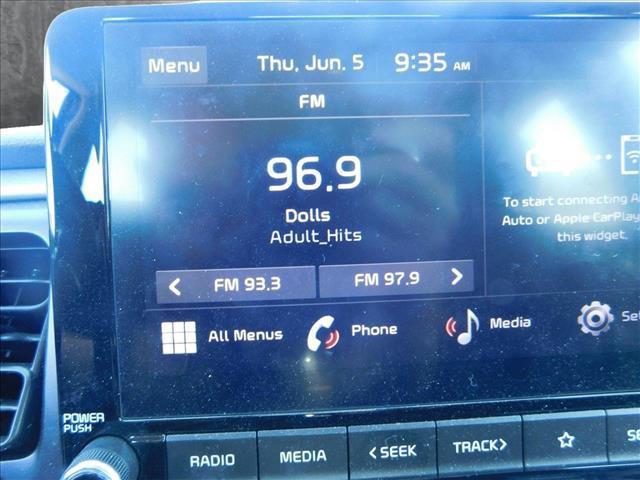 Menu Thu, Jun. 5 9:35 AM
FM
96.9
Dolls
Adult_Hits
< FM 93.3 FM 97.9 >
To start connecting
Auto or Apple CarPlay
this widget.
All Menus Phone Media
POWER
PUSH
RADIO MEDIA <SEEK TRACK>